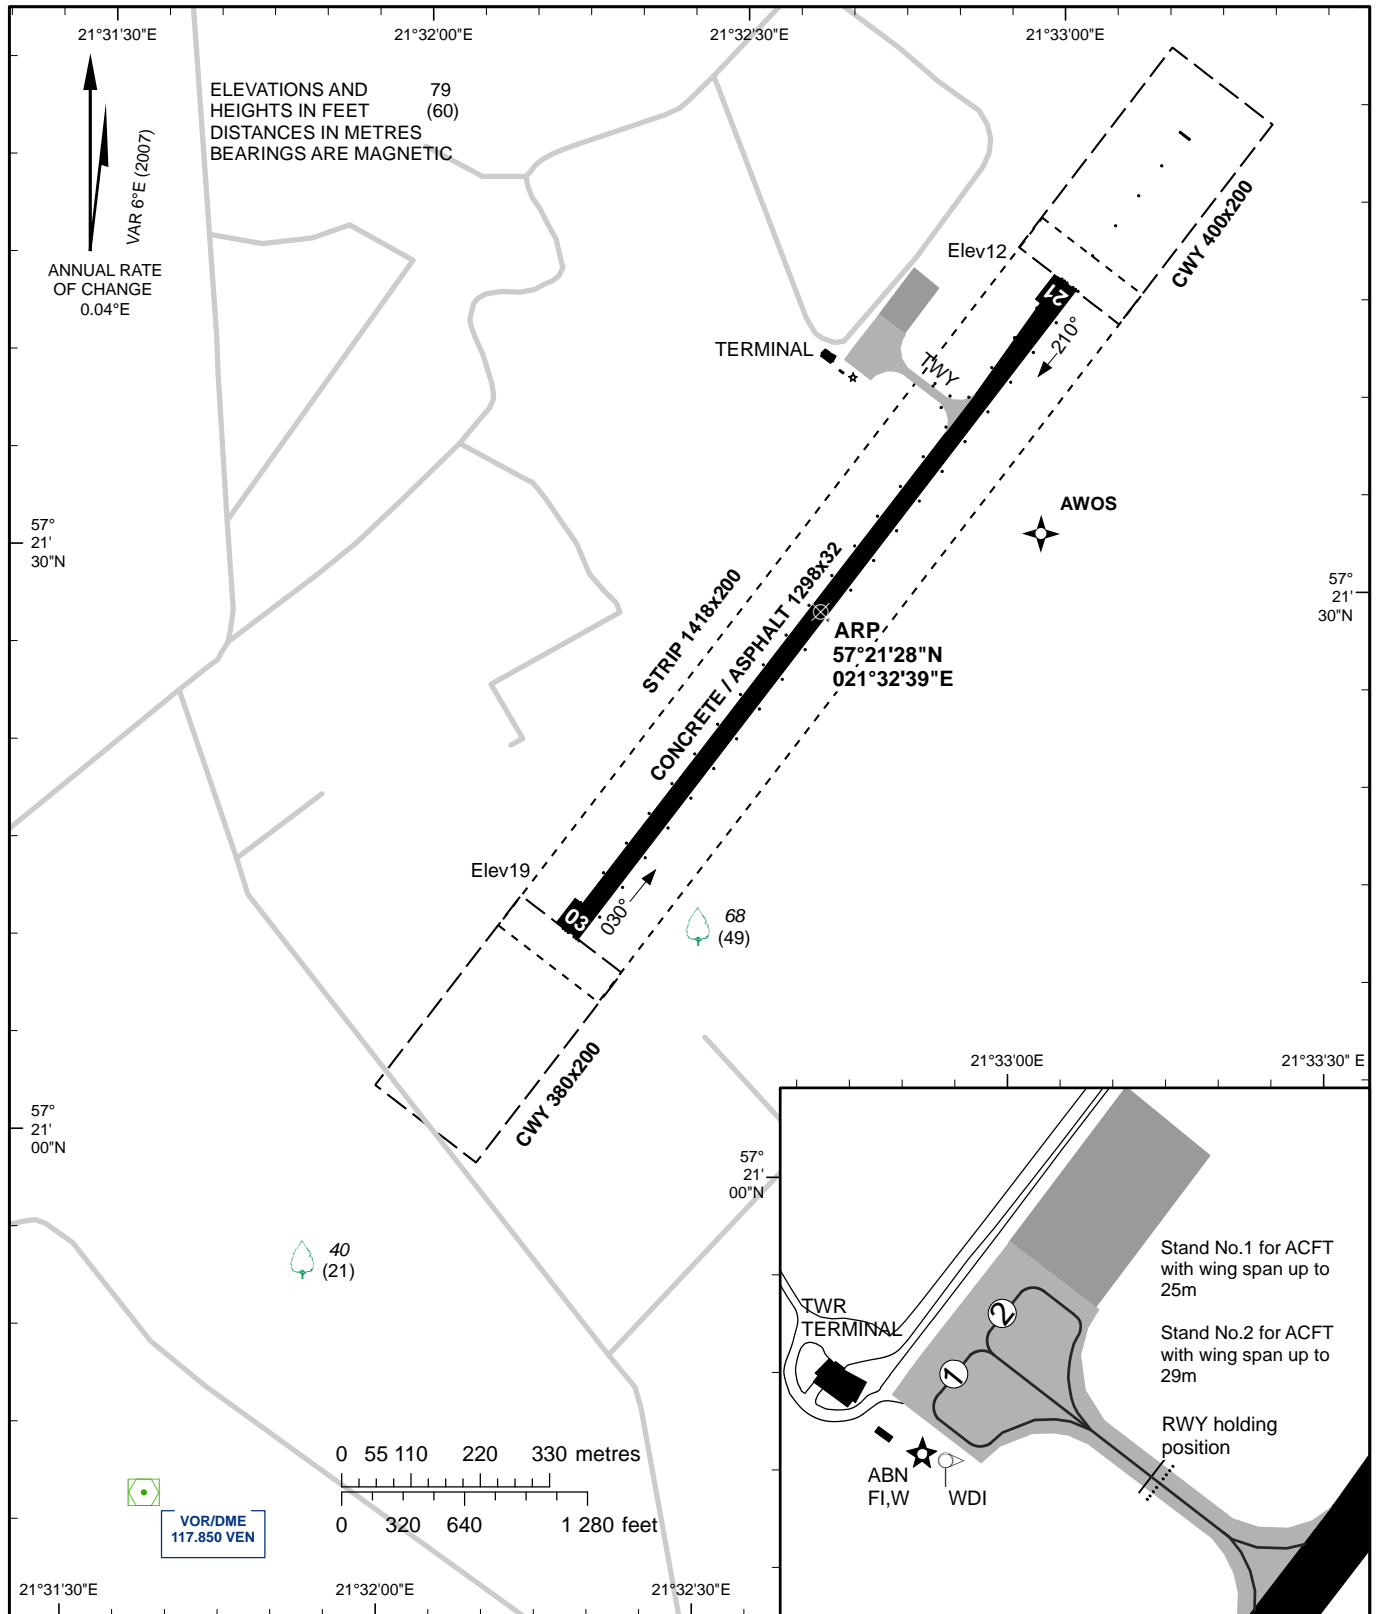 21°31'30"E
21°32'00"E
21°32'30"E
21°33'00"E
ELEVATIONS AND 79
HEIGHTS IN FEET (60)
DISTANCES IN METRES
BEARINGS ARE MAGNETIC
VAR 6°E (2007)
ANNUAL RATE
OF CHANGE
0.04°E
CWY 400x200
Elev12
21
210°
TERMINAL
TWY
AWOS
57°
21'
30"N
57°
21'
30"N
STRIP 1418x200
CONCRETE / ASPHALT 1298x32
ARP
57°21'28"N
021°32'39"E
Elev19
03
030°
68
(49)
CWY 380x200
57°
21'
00"N
40
(21)
21°33'00"E
21°33'30" E
57°
21'
00"N
Stand No.1 for ACFT
with wing span up to
25m
Stand No.2 for ACFT
with wing span up to
29m
TWR
TERMINAL
2
1
RWY holding
position
ABN
FI,W
WDI
0 55 110 220 330 metres
0 320 640 1 280 feet
VOR/DME
117.850 VEN
21°31'30"E
21°32'00"E
21°32'30"E